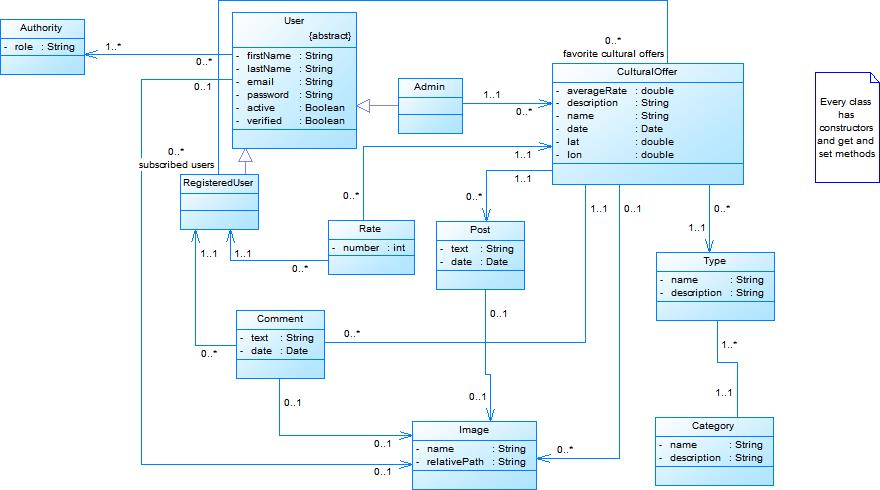 Authority
- role : String
1..*
0..*
User
{abstract}
- firstName : String
- lastName : String
- email : String
- password : String
- active : Boolean
- verified : Boolean
0..1
Admin
1..1
0..*
0..*
favorite cultural offers
CulturalOffer
- averageRate : double
- description : String
- name : String
- date : Date
- lat : double
- lon : double
Every class
has
constructors
and get and
set methods
0..*
subscribed users
RegisteredUser
1..1
1..1
0..*
Rate
- number : int
0..*
1..1
1..1
0..*
Post
- text : String
- date : Date
0..1
1..1
0..1
0..*
1..1
Type
- name : String
- description : String
1..*
1..1
Category
- name : String
- description : String
Comment
- text : String
- date : Date
0..*
0..*
0..1
0..1
0..1
0..1
0..*
Image
- name : String
- relativePath : String